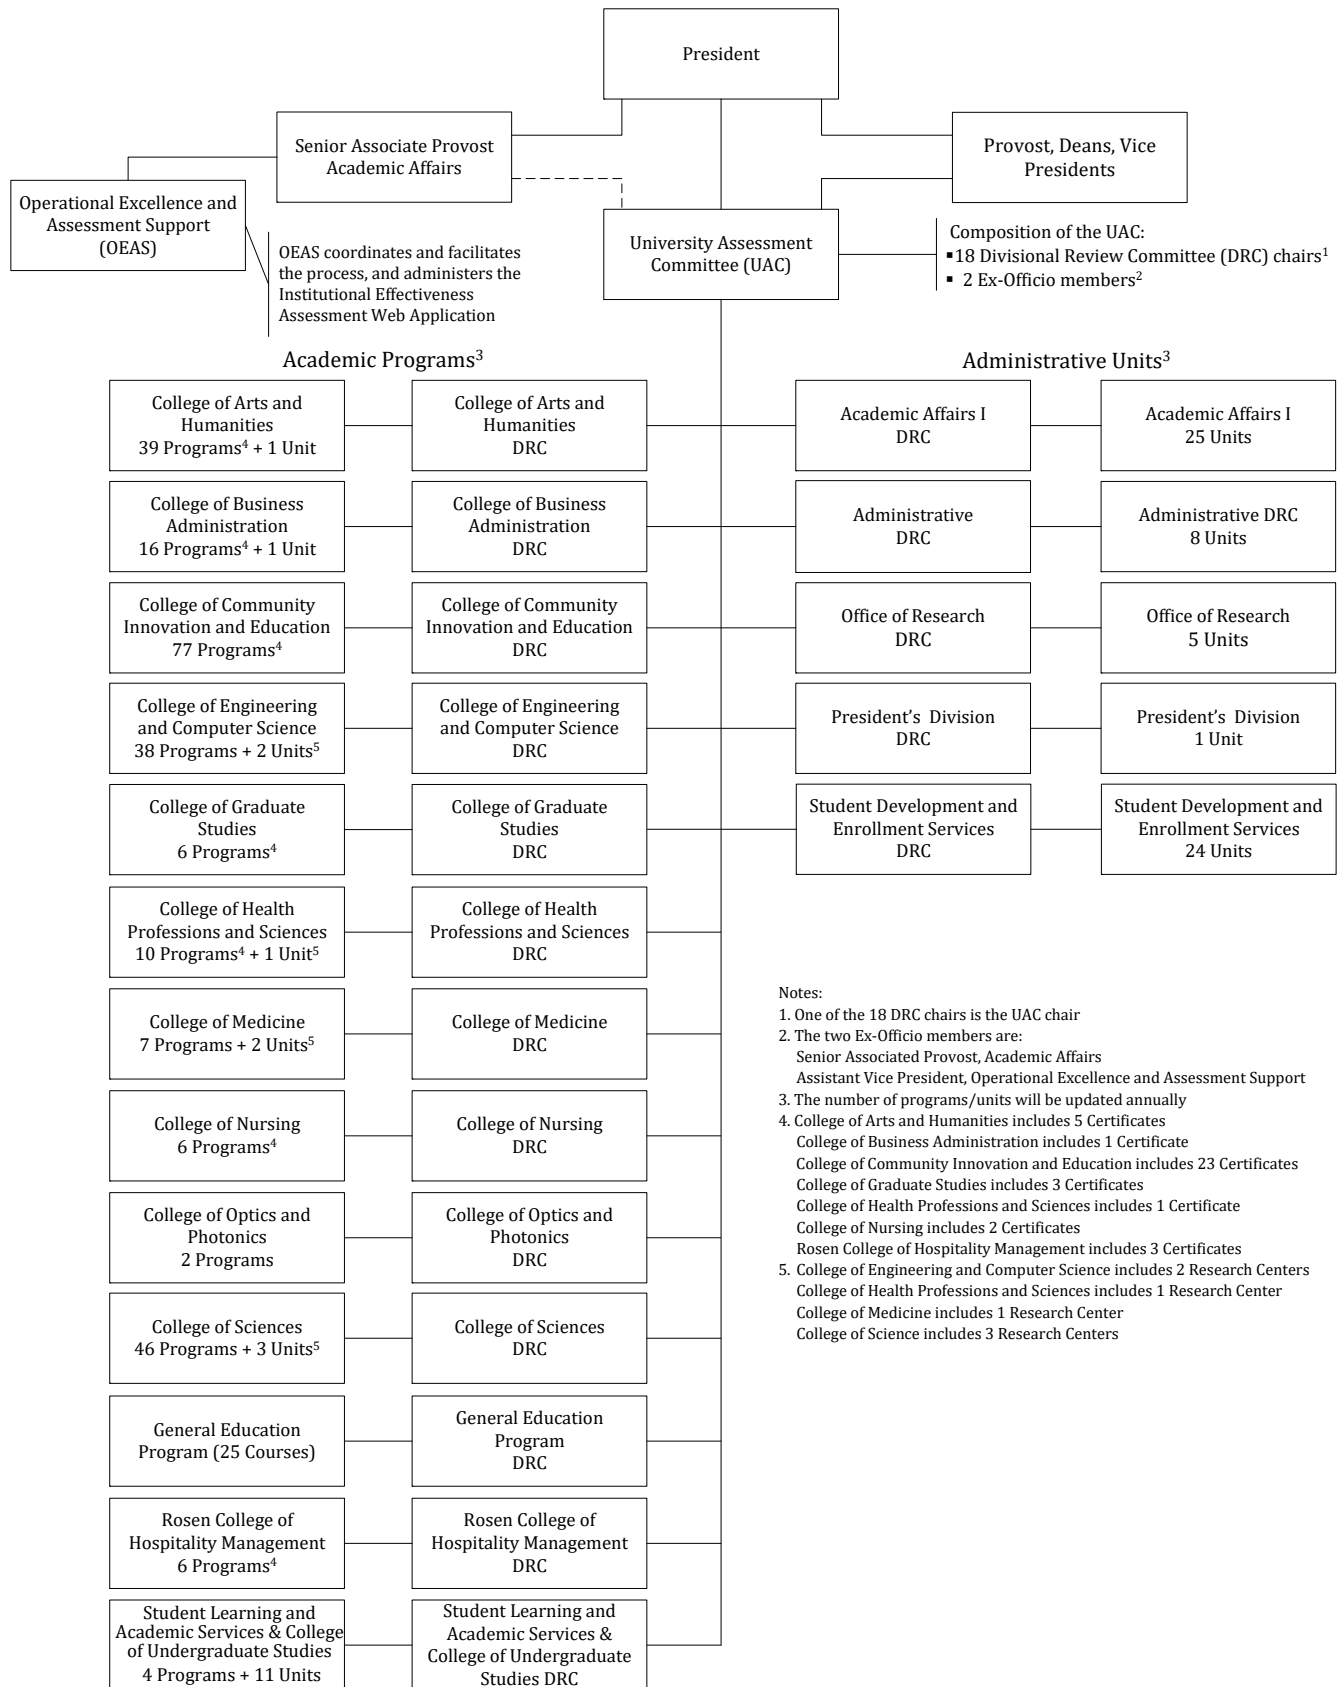 President
Senior Associate Provost
Academic Affairs
Provost, Deans, Vice
Presidents
Operational Excellence and
Assessment Support
(OEAS)
OEAS coordinates and facilitates
the process, and administers the
Institutional Effectiveness
Assessment Web Application
University Assessment
Committee (UAC)
Composition of the UAC:
▪18 Divisional Review Committee (DRC) chairs¹
▪ 2 Ex-Officio members²
Academic Programs³
Administrative Units³
College of Arts and
Humanities
39 Programs⁴ + 1 Unit
College of Arts and
Humanities
DRC
Academic Affairs I
DRC
Academic Affairs I
25 Units
College of Business
Administration
16 Programs⁴ + 1 Unit
College of Business
Administration
DRC
Administrative
DRC
Administrative DRC
8 Units
College of Community
Innovation and Education
77 Programs⁴
College of Community
Innovation and Education
DRC
Office of Research
DRC
Office of Research
5 Units
College of Engineering
and Computer Science
38 Programs + 2 Units⁵
College of Engineering
and Computer Science
DRC
President's Division
DRC
President's Division
1 Unit
College of Graduate
Studies
6 Programs⁴
College of Graduate
Studies
DRC
Student Development and
Enrollment Services
DRC
Student Development and
Enrollment Services
24 Units
College of Health
Professions and Sciences
10 Programs⁴ + 1 Unit⁵
College of Health
Professions and Sciences
DRC
College of Medicine
7 Programs + 2 Units⁵
College of Medicine
DRC
College of Nursing
6 Programs⁴
College of Nursing
DRC
College of Optics and
Photonics
2 Programs
College of Optics and
Photonics
DRC
College of Sciences
46 Programs + 3 Units⁵
College of Sciences
DRC
General Education
Program (25 Courses)
General Education
Program
DRC
Rosen College of
Hospitality Management
6 Programs⁴
Rosen College of
Hospitality Management
DRC
Student Learning and
Academic Services & College
of Undergraduate Studies
4 Programs + 11 Units
Student Learning and
Academic Services &
College of Undergraduate
Studies DRC
Notes:
1. One of the 18 DRC chairs is the UAC chair
2. The two Ex-Officio members are:
Senior Associated Provost, Academic Affairs
Assistant Vice President, Operational Excellence and Assessment Support
3. The number of programs/units will be updated annually
4. College of Arts and Humanities includes 5 Certificates
College of Business Administration includes 1 Certificate
College of Community Innovation and Education includes 23 Certificates
College of Graduate Studies includes 3 Certificates
College of Health Professions and Sciences includes 1 Certificate
College of Nursing includes 2 Certificates
Rosen College of Hospitality Management includes 3 Certificates
5. College of Engineering and Computer Science includes 2 Research Centers
College of Health Professions and Sciences includes 1 Research Center
College of Medicine includes 1 Research Center
College of Science includes 3 Research Centers